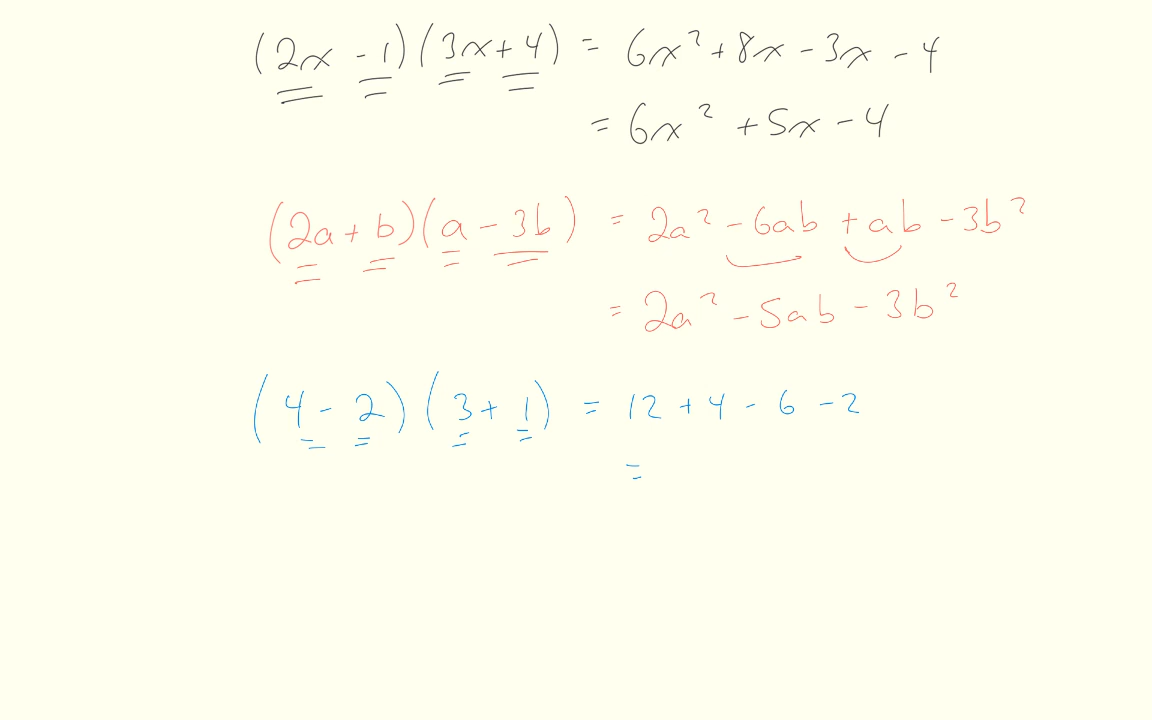 (2x - 1)(3x + 4) = 6x² + 8x - 3x - 4
= 6x² + 5x - 4
(2a + b)(a - 3b) = 2a² - 6ab + ab - 3b²
= 2a² - 5ab - 3b²
(4 - 2)(3 + 1) = 12 + 4 - 6 - 2
=